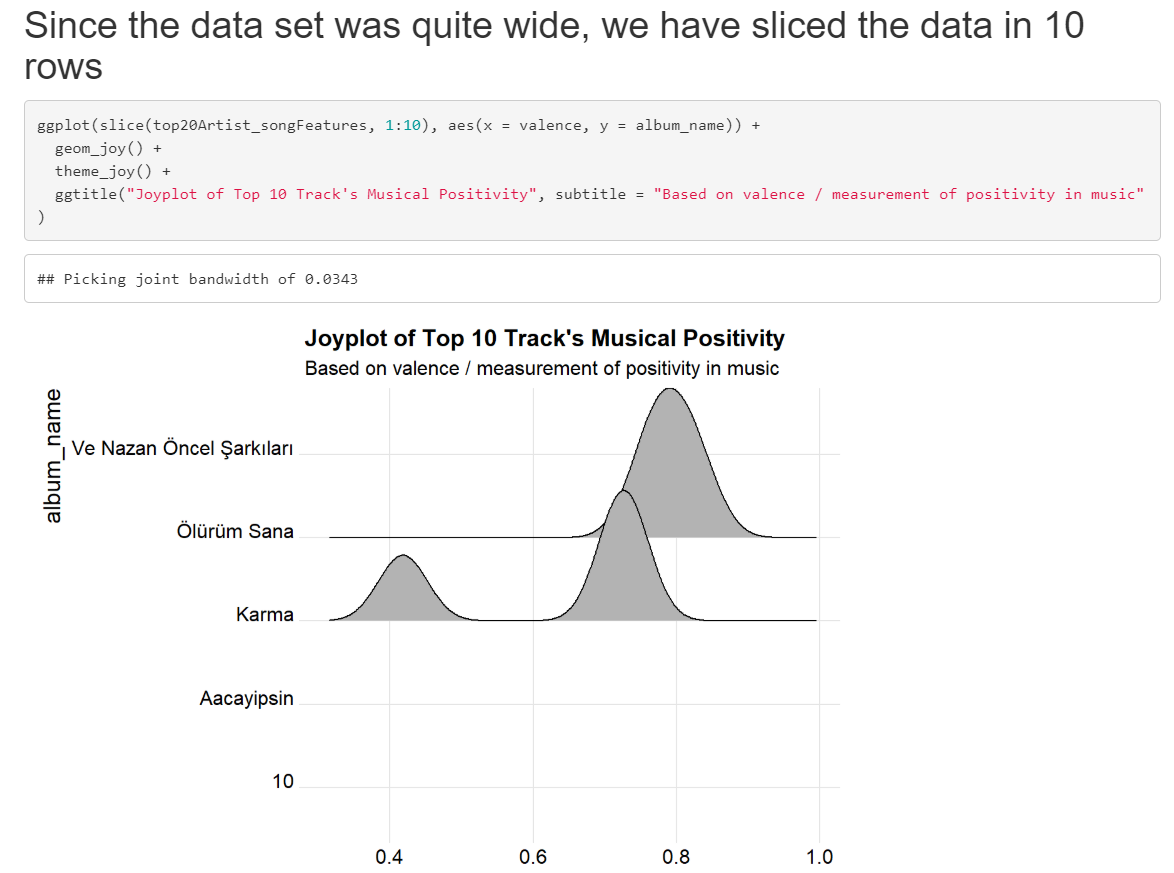 Since the data set was quite wide, we have sliced the data in 10
rows
ggplot(slice(top20Artist_songFeatures, 1:10), aes(x = valence, y = album_name)) +
  geom_joy() +
  theme_joy() +
  ggtitle("Joyplot of Top 10 Track's Musical Positivity", subtitle = "Based on valence / measurement of positivity in music"
)
## Picking joint bandwidth of 0.0343
Joyplot of Top 10 Track's Musical Positivity
Based on valence / measurement of positivity in music
album_name
Ve Nazan Öncel Şarkıları
Ölürüm Sana
Karma
Aacayipsin
10
0.4 0.6 0.8 1.0